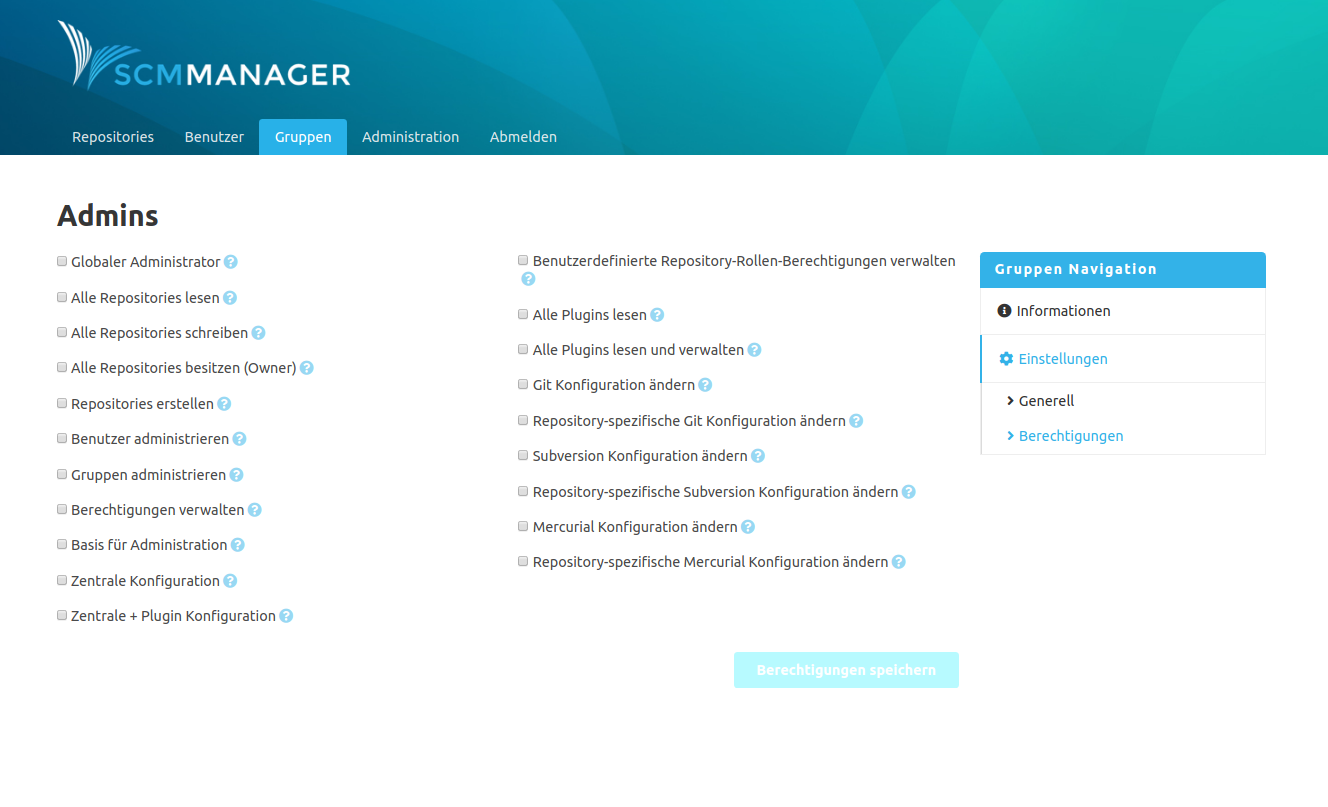 SCMMANAGER
Repositories
Benutzer
Gruppen
Administration
Abmelden
Admins
Globaler Administrator
Alle Repositories lesen
Alle Repositories schreiben
Alle Repositories besitzen (Owner)
Repositories erstellen
Benutzer administrieren
Gruppen administrieren
Berechtigungen verwalten
Basis für Administration
Zentrale Konfiguration
Zentrale + Plugin Konfiguration
Benutzerdefinierte Repository-Rollen-Berechtigungen verwalten
Alle Plugins lesen
Alle Plugins lesen und verwalten
Git Konfiguration ändern
Repository-spezifische Git Konfiguration ändern
Subversion Konfiguration ändern
Repository-spezifische Subversion Konfiguration ändern
Mercurial Konfiguration ändern
Repository-spezifische Mercurial Konfiguration ändern
Berechtigungen speichern
Gruppen Navigation
Informationen
Einstellungen
Generell
Berechtigungen